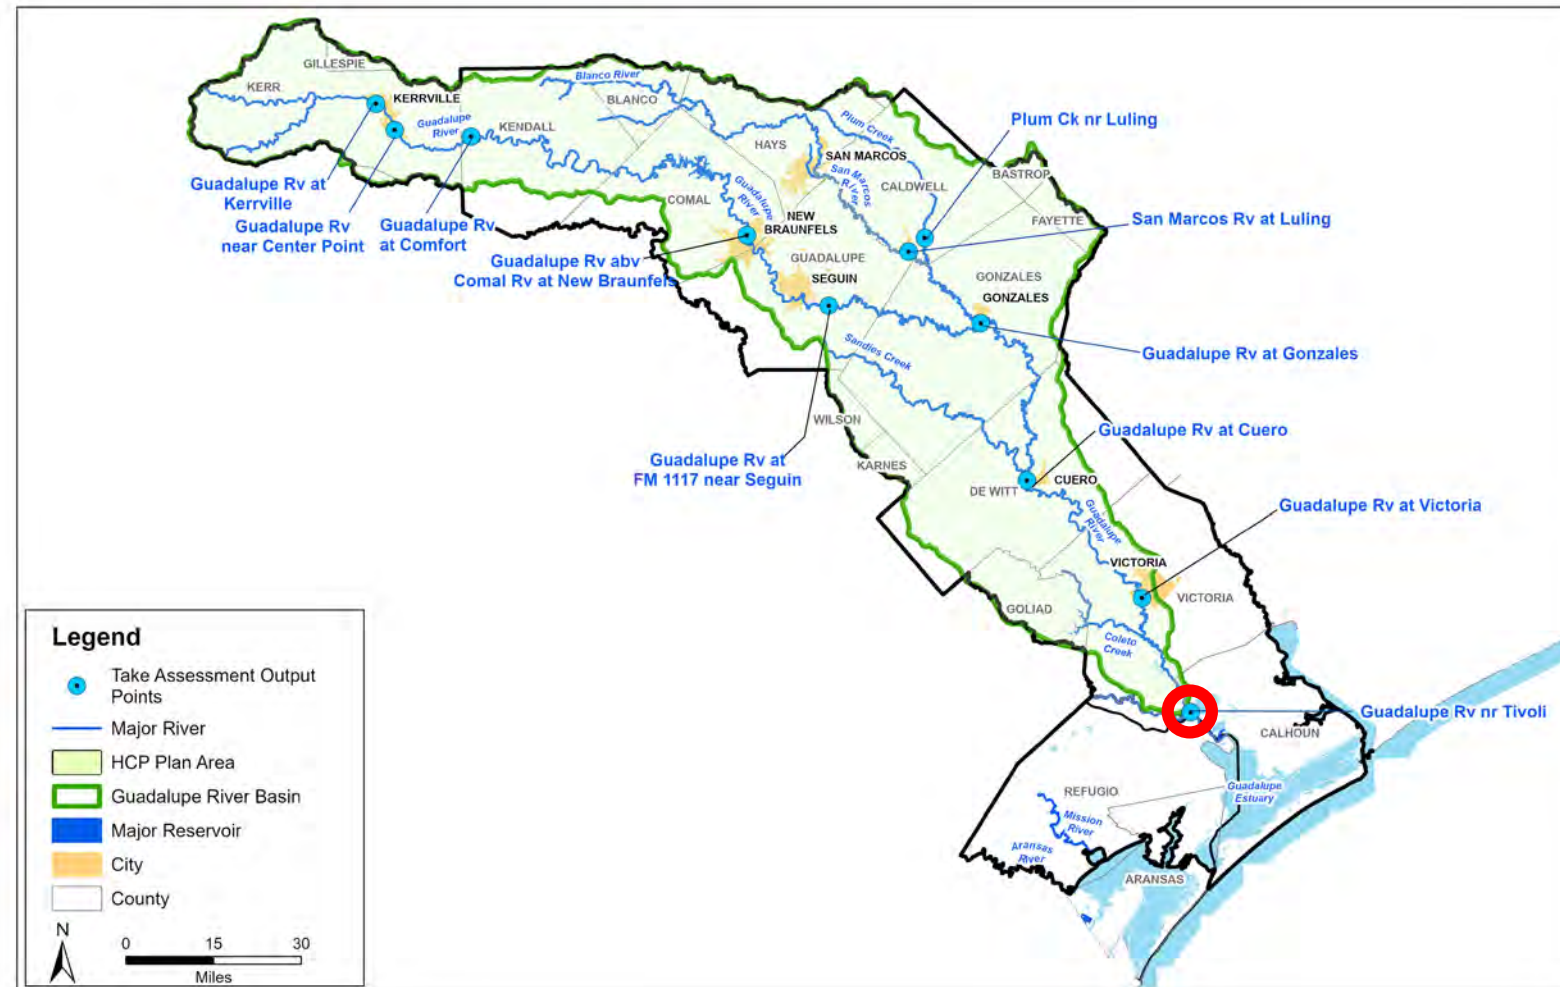 GILLESPIE
KERR
KERRVILLE
Guadalupe
River
KENDALL
Blanco River
BLANCO
HAYS
Plum Creek
SAN MARCOS
San Marcos
River
CALDWELL
BASTROP
FAYETTE
COMAL
Guadalupe
River
NEW
BRAUNFELS
GUADALUPE
SEGUIN
GONZALES
GONZALES
Sandies Creek
WILSON
KARNES
DE WITT
CUERO
Guadalupe
River
VICTORIA
VICTORIA
GOLIAD
Coleto
Creek
CALHOUN
REFUGIO
Guadalupe
Estuary
Mission
River
Aransas
River
ARANSAS
Guadalupe Rv at
Kerrville
Guadalupe Rv
near Center Point
Guadalupe Rv
at Comfort
Guadalupe Rv abv
Comal Rv at New Braunfels
Plum Ck nr Luling
San Marcos Rv at Luling
Guadalupe Rv at Gonzales
Guadalupe Rv at
FM 1117 near Seguin
Guadalupe Rv at Cuero
Guadalupe Rv at Victoria
Guadalupe Rv nr Tivoli
Legend
Take Assessment Output
Points
Major River
HCP Plan Area
Guadalupe River Basin
Major Reservoir
City
County
N
0 15 30
Miles